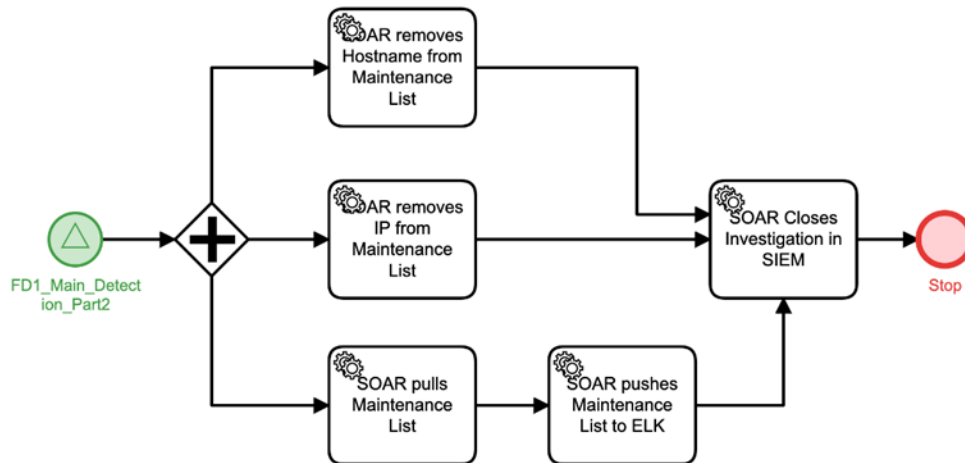 SOAR removes
Hostname from
Maintenance
List
SOAR removes
IP from
Maintenance
List
SOAR Closes
Investigation in
SIEM
FD1_Main_Detect
ion_Part2
Stop
SOAR pulls
Maintenance
List
SOAR pushes
Maintenance
List to ELK